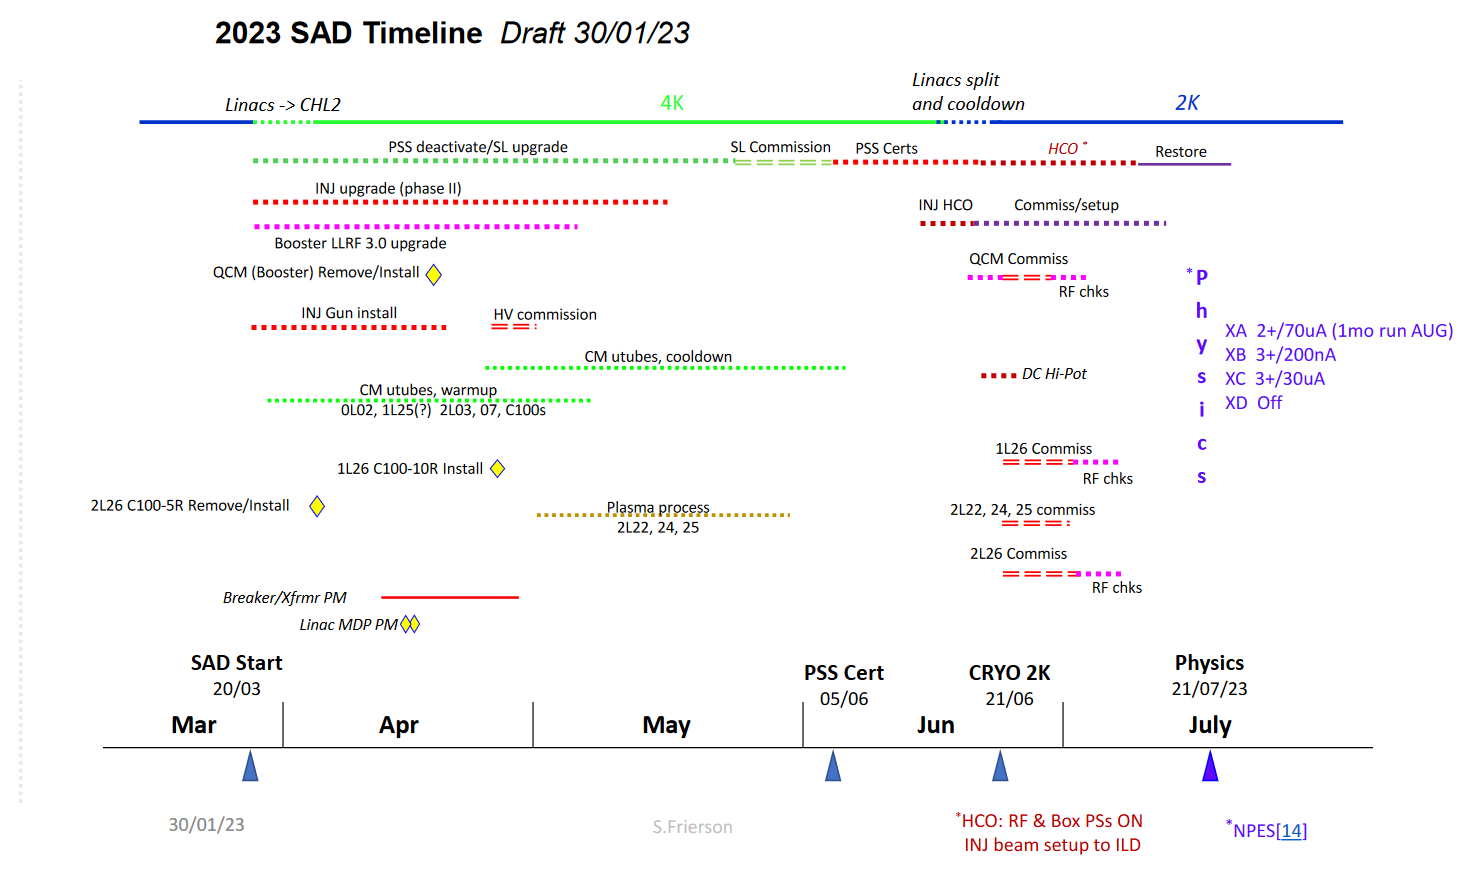 2023 SAD Timeline Draft 30/01/23
Linacs split
and cooldown
Linacs -> CHL2
4K
2K
PSS deactivate/SL upgrade
SL Commission
PSS Certs
HCO *
Restore
INJ upgrade (phase II)
INJ HCO
Commiss/setup
Booster LLRF 3.0 upgrade
QCM (Booster) Remove/Install
QCM Commiss
RF chks
INJ Gun install
HV commission
CM utubes, cooldown
DC Hi-Pot
CM utubes, warmup
0L02, 1L25(?) 2L03, 07, C100s
*Physics
XA 2+/70uA (1mo run AUG)
XB 3+/200nA
XC 3+/30uA
XD Off
1L26 C100-10R Install
1L26 Commiss
RF chks
2L26 C100-5R Remove/Install
Plasma process
2L22, 24, 25
2L22, 24, 25 commiss
2L26 Commiss
RF chks
Breaker/Xfrmr PM
Linac MDP PM
SAD Start
20/03
PSS Cert
05/06
CRYO 2K
21/06
Physics
21/07/23
Mar
Apr
May
Jun
July
30/01/23
S.Frierson
*HCO: RF & Box PSs ON
INJ beam setup to ILD
*NPES[14]